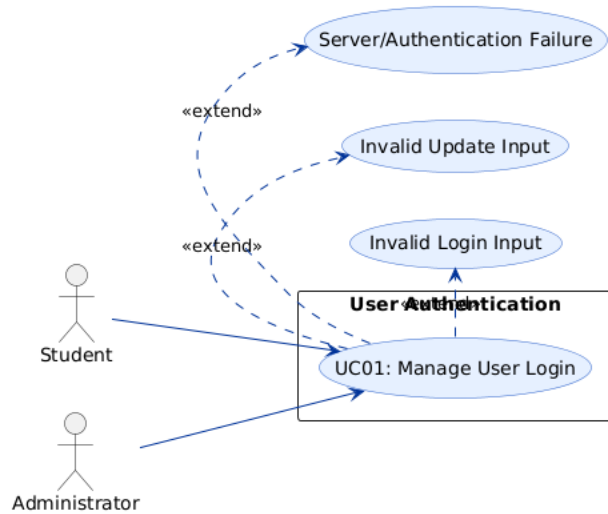 Server/Authentication Failure
«extend»
Invalid Update Input
«extend»
Invalid Login Input
User Authentication
«extend»
Student
UC01: Manage User Login
Administrator